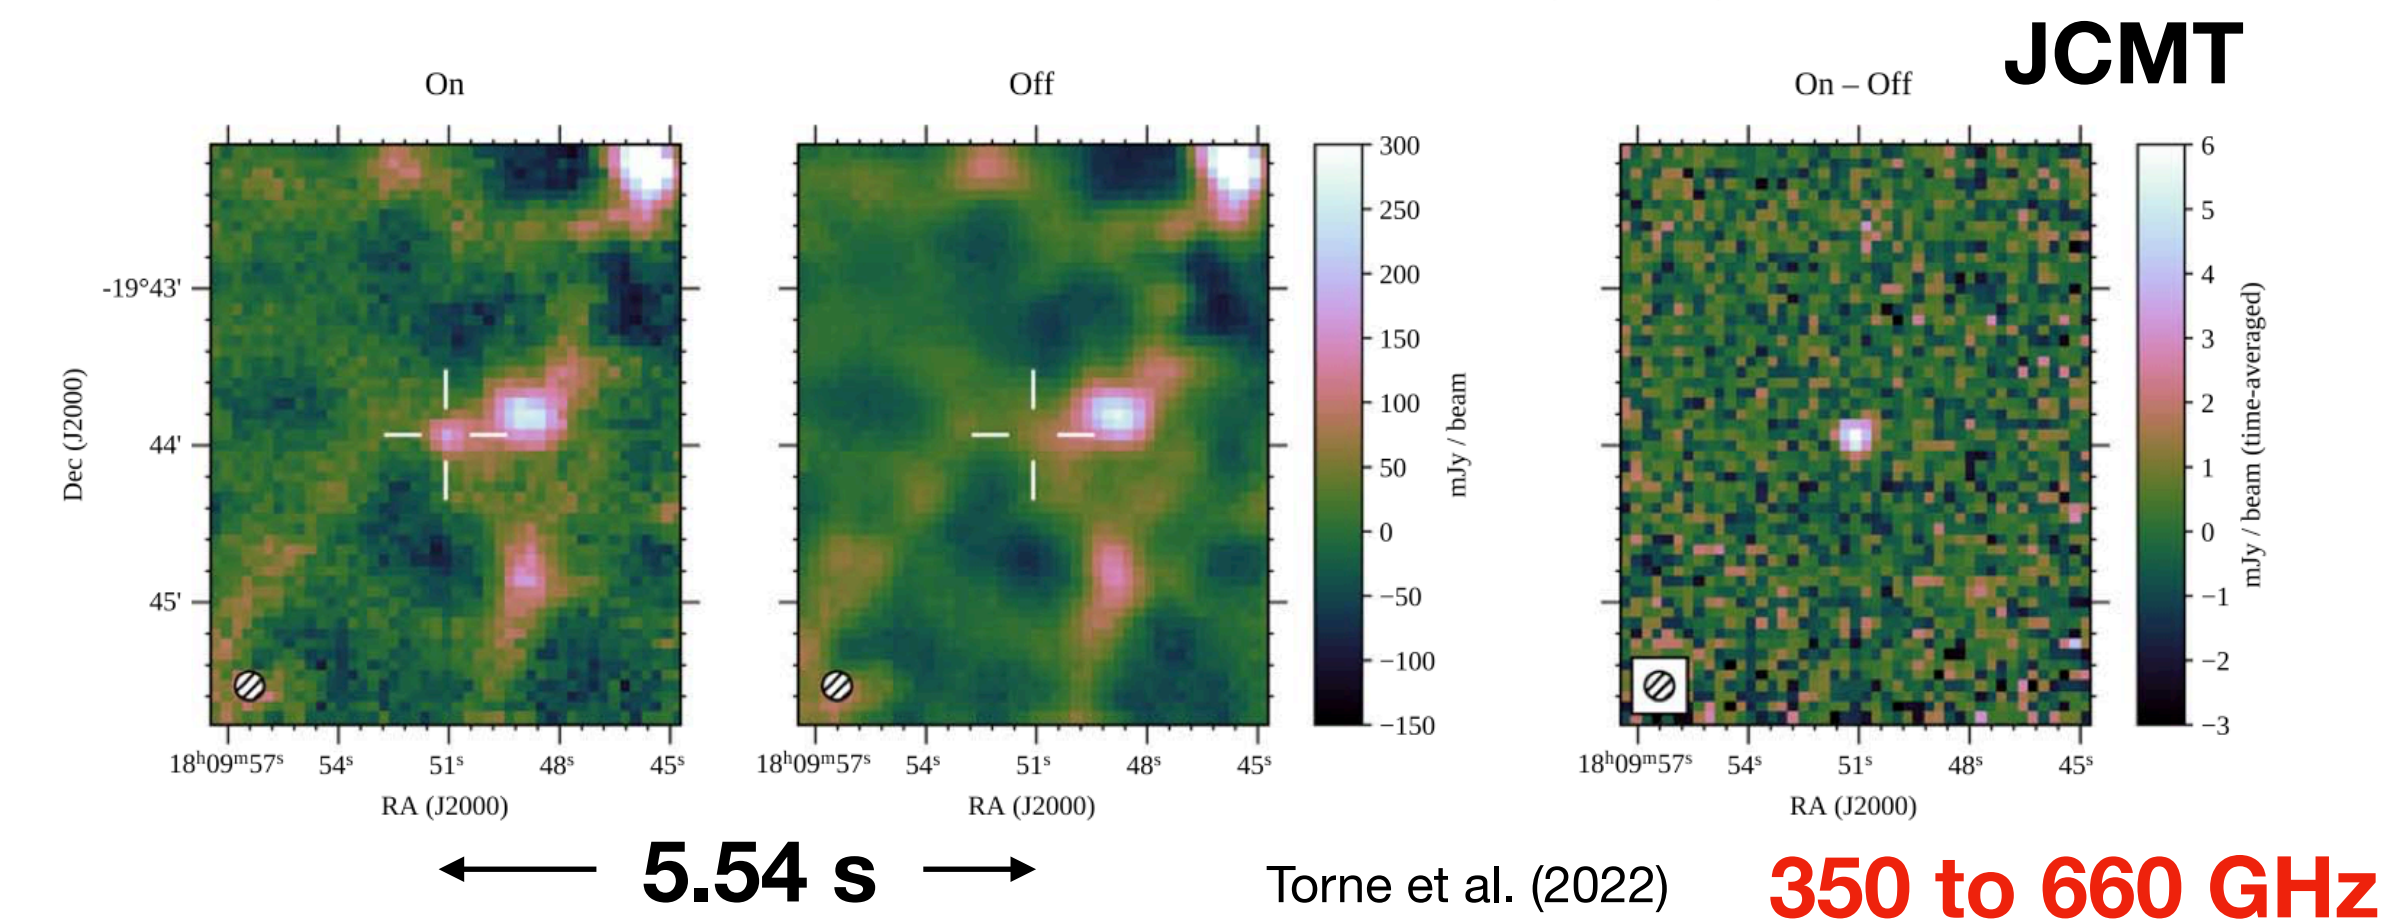 JCMT
On
Off
On – Off
Dec (J2000)
-19°43'
44'
45'
18ʰ09ᵐ57ˢ 54ˢ 51ˢ 48ˢ 45ˢ
RA (J2000)
18ʰ09ᵐ57ˢ 54ˢ 51ˢ 48ˢ 45ˢ
RA (J2000)
300
250
200
150
100
50
0
−50
−100
−150
mJy / beam
18ʰ09ᵐ57ˢ 54ˢ 51ˢ 48ˢ 45ˢ
RA (J2000)
6
5
4
3
2
1
0
−1
−2
−3
mJy / beam (time-averaged)
5.54 s
Torne et al. (2022)
350 to 660 GHz